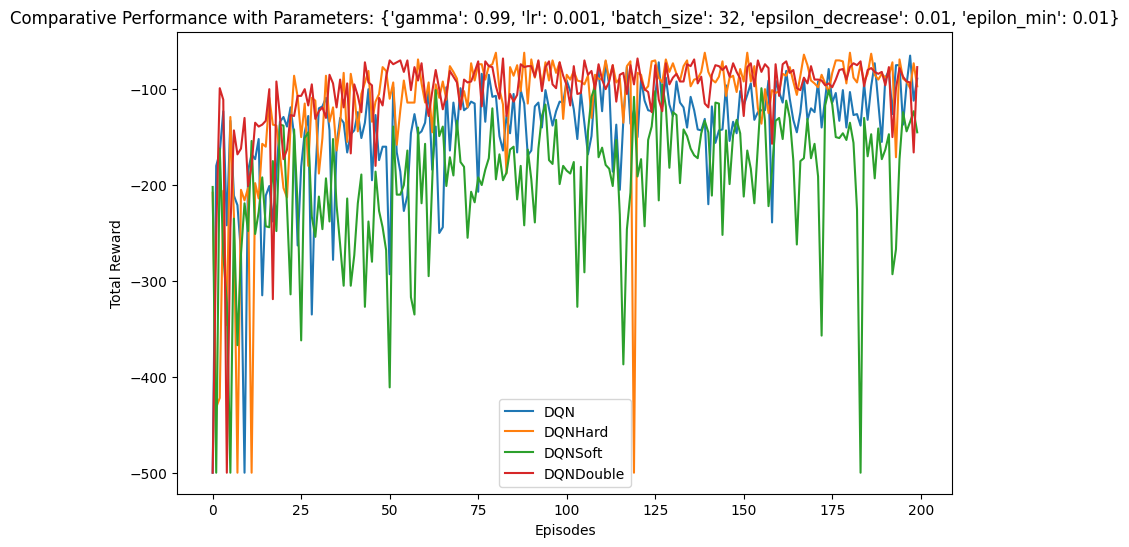 Comparative Performance with Parameters: {'gamma': 0.99, 'lr': 0.001, 'batch_size': 32, 'epsilon_decrease': 0.01, 'epilon_min': 0.01}
Total Reward
−100
−200
−300
−400
−500
DQN
DQNHard
DQNSoft
DQNDouble
0 25 50 75 100 125 150 175 200
Episodes